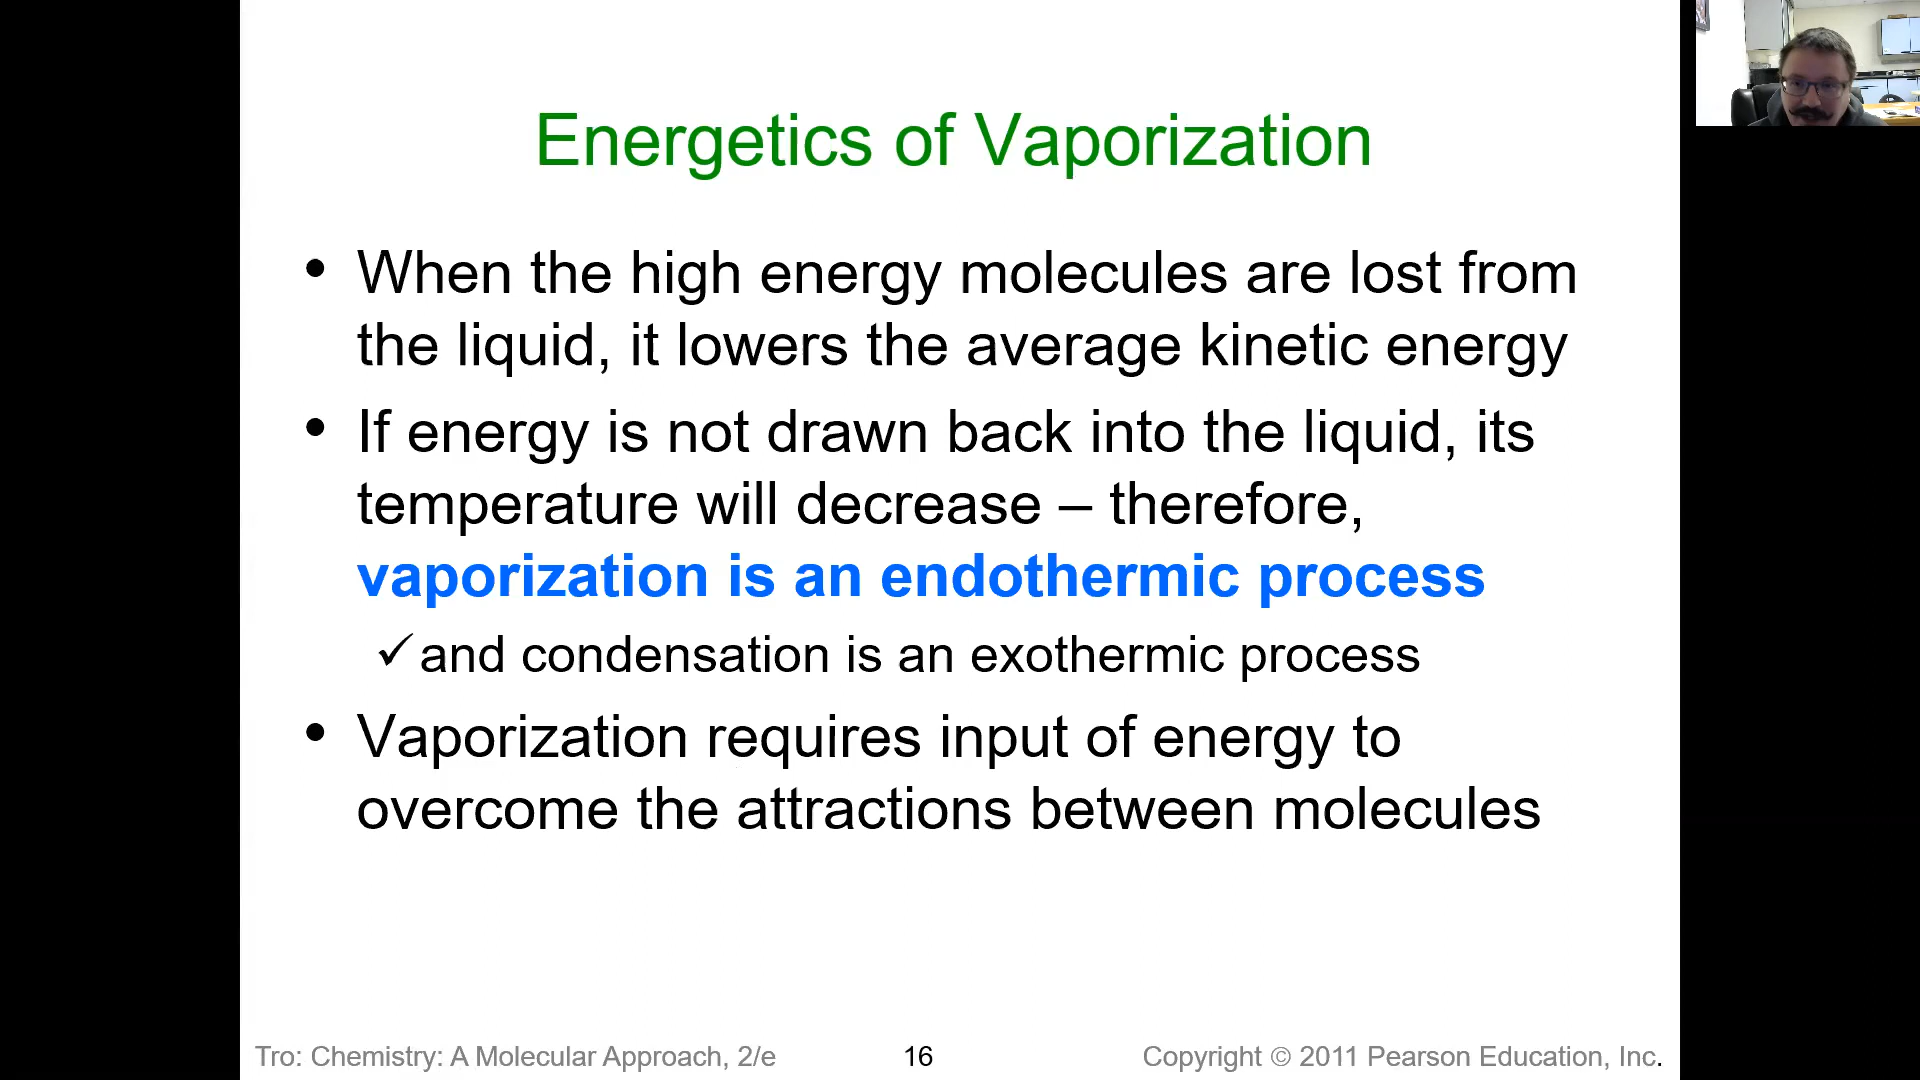 Energetics of Vaporization
• When the high energy molecules are lost from
the liquid, it lowers the average kinetic energy
• If energy is not drawn back into the liquid, its
temperature will decrease – therefore,
vaporization is an endothermic process
✓ and condensation is an exothermic process
• Vaporization requires input of energy to
overcome the attractions between molecules
Tro: Chemistry: A Molecular Approach, 2/e 16 Copyright © 2011 Pearson Education, Inc.